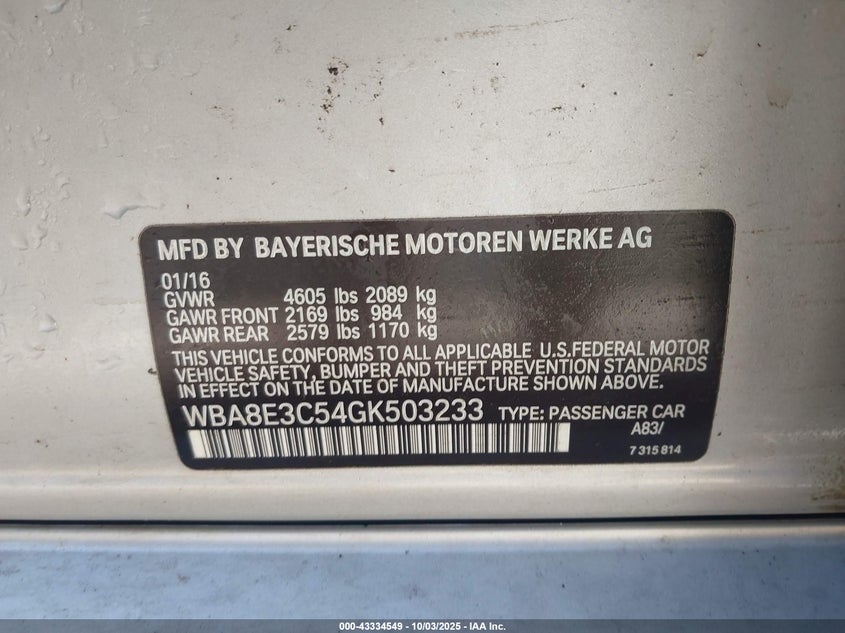 MFD BY BAYERISCHE MOTOREN WERKE AG
01/16
GVWR 4605 lbs 2089 kg
GAWR FRONT 2169 lbs 984 kg
GAWR REAR 2579 lbs 1170 kg
THIS VEHICLE CONFORMS TO ALL APPLICABLE U.S.FEDERAL MOTOR
VEHICLE SAFETY, BUMPER AND THEFT PREVENTION STANDARDS
IN EFFECT ON THE DATE OF MANUFACTURE SHOWN ABOVE.
WBA8E3C54GK503233 TYPE: PASSENGER CAR
A83/
7 315 814
000-43334549 - 10/03/2025 - IAA Inc.